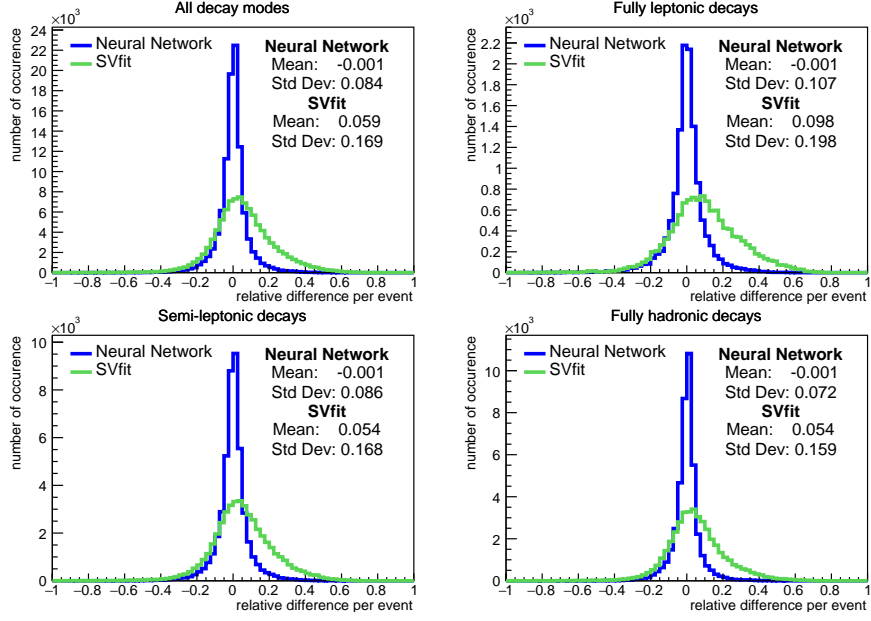 All decay modes
×10³
number of occurence
24
22
20
18
16
14
12
10
8
6
4
2
0
Neural Network
SVfit
Neural Network
Mean: -0.001
Std Dev: 0.084
SVfit
Mean: 0.059
Std Dev: 0.169
−1 −0.8 −0.6 −0.4 −0.2 0 0.2 0.4 0.6 0.8 1
relative difference per event
Fully leptonic decays
×10³
number of occurence
2.2
2
1.8
1.6
1.4
1.2
1
0.8
0.6
0.4
0.2
0
Neural Network
SVfit
Neural Network
Mean: -0.001
Std Dev: 0.107
SVfit
Mean: 0.098
Std Dev: 0.198
−1 −0.8 −0.6 −0.4 −0.2 0 0.2 0.4 0.6 0.8 1
relative difference per event
Semi-leptonic decays
×10³
number of occurence
10
8
6
4
2
0
Neural Network
SVfit
Neural Network
Mean: -0.001
Std Dev: 0.086
SVfit
Mean: 0.054
Std Dev: 0.168
−1 −0.8 −0.6 −0.4 −0.2 0 0.2 0.4 0.6 0.8 1
relative difference per event
Fully hadronic decays
×10³
number of occurence
10
8
6
4
2
0
Neural Network
SVfit
Neural Network
Mean: -0.001
Std Dev: 0.072
SVfit
Mean: 0.054
Std Dev: 0.159
−1 −0.8 −0.6 −0.4 −0.2 0 0.2 0.4 0.6 0.8 1
relative difference per event